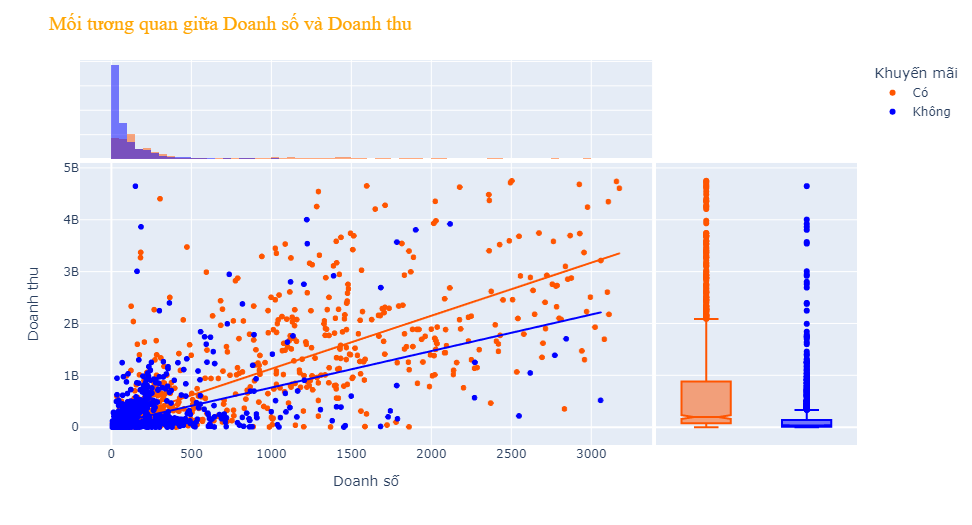 Mối tương quan giữa Doanh số và Doanh thu
Khuyến mãi
Có
Không
5B
4B
3B
2B
1B
0
Doanh thu
0 500 1000 1500 2000 2500 3000
Doanh số